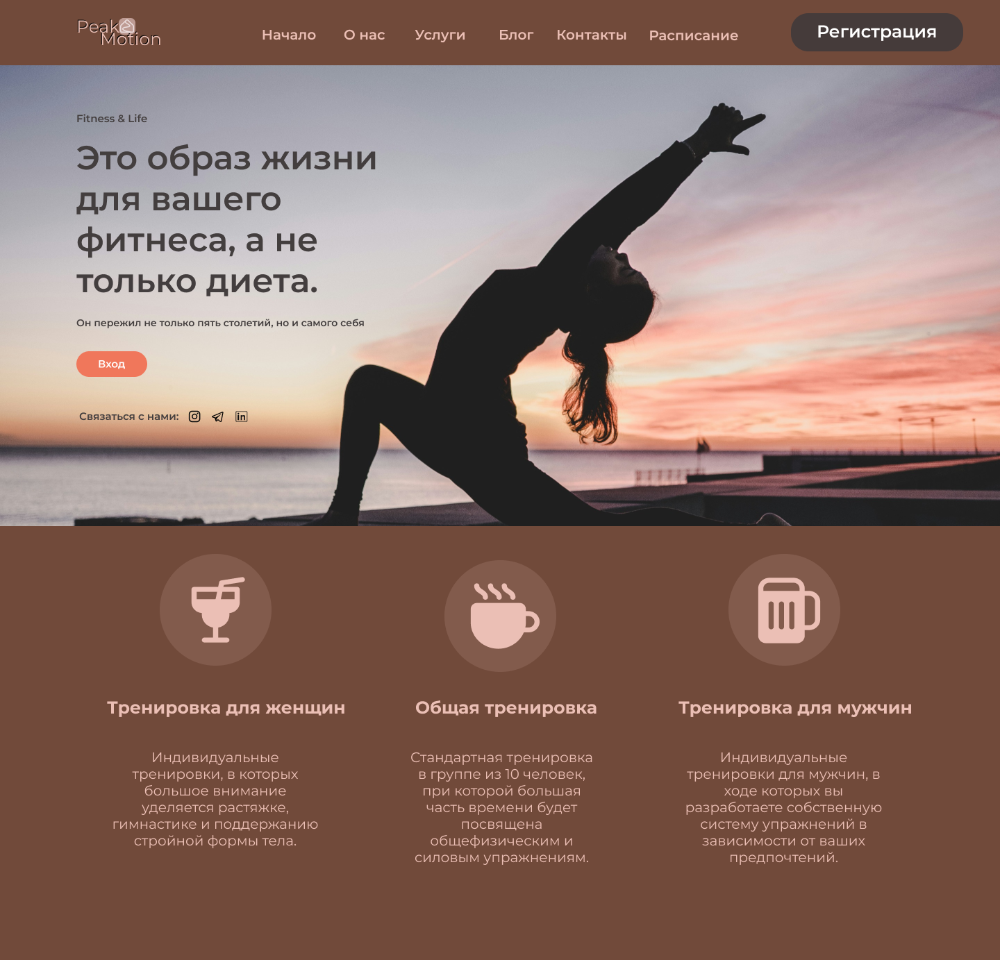 Peak
Motion
Начало
О нас
Услуги
Блог
Контакты
Расписание
Регистрация
Fitness & Life
Это образ жизни
для вашего
фитнеса, а не
только диета.
Он пережил не только пять столетий, но и самого себя
Вход
Связаться с нами:
Тренировка для женщин
Индивидуальные
тренировки, в которых
большое внимание
уделяется растяжке,
гимнастике и поддержанию
стройной формы тела.
Общая тренировка
Стандартная тренировка
в группе из 10 человек,
при которой большая
часть времени будет
посвящена
общефизическим и
силовым упражнениям.
Тренировка для мужчин
Индивидуальные
тренировки для мужчин, в
ходе которых вы
разработаете собственную
систему упражнений в
зависимости от ваших
предпочтений.